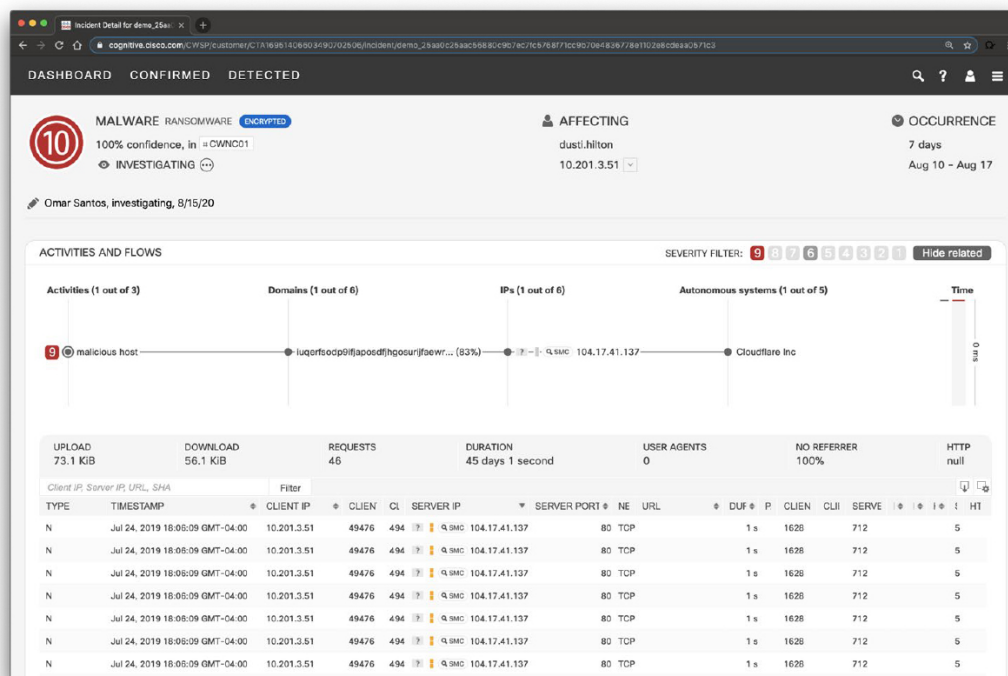 Incident Detail for demo_25aa
cognitive.cisco.com/CWSP/customer/CTA16951406603490702506/incident/demo_25aa0c25aac56880c9b7ec7fc5768f71cc9b70e4836778e1102e8cdeaa0571c3
DASHBOARD CONFIRMED DETECTED
10 MALWARE RANSOMWARE ENCRYPTED AFFECTING OCCURRENCE
100% confidence, in #CWNC01 dusti.hilton 7 days
INVESTIGATING 10.201.3.51 Aug 10 – Aug 17
Omar Santos, investigating, 8/15/20
ACTIVITIES AND FLOWS SEVERITY FILTER: 9 8 7 6 5 4 3 2 1 Hide related
Activities (1 out of 3) Domains (1 out of 6) IPs (1 out of 6) Autonomous systems (1 out of 5) Time
9 malicious host iuqerfsodp9ifjaposdfjhgosurijfaewr... (83%) ? SMC 104.17.41.137 Cloudflare Inc 0 ms
UPLOAD DOWNLOAD REQUESTS DURATION USER AGENTS NO REFERRER HTTP
73.1 KiB 56.1 KiB 46 45 days 1 second 0 100% null
Client IP, Server IP, URL, SHA Filter
TYPE TIMESTAMP CLIENT IP CLIEN CL SERVER IP SERVER PORT NE URL DUF P CLIEN CLII SERVE HT
N Jul 24, 2019 18:06:09 GMT-04:00 10.201.3.51 49476 494 ? SMC 104.17.41.137 80 TCP 1 s 1628 712 5
N Jul 24, 2019 18:06:09 GMT-04:00 10.201.3.51 49476 494 ? SMC 104.17.41.137 80 TCP 1 s 1628 712 5
N Jul 24, 2019 18:06:09 GMT-04:00 10.201.3.51 49476 494 ? SMC 104.17.41.137 80 TCP 1 s 1628 712 5
N Jul 24, 2019 18:06:09 GMT-04:00 10.201.3.51 49476 494 ? SMC 104.17.41.137 80 TCP 1 s 1628 712 5
N Jul 24, 2019 18:06:09 GMT-04:00 10.201.3.51 49476 494 ? SMC 104.17.41.137 80 TCP 1 s 1628 712 5
N Jul 24, 2019 18:06:09 GMT-04:00 10.201.3.51 49476 494 ? SMC 104.17.41.137 80 TCP 1 s 1628 712 5
N Jul 24, 2019 18:06:09 GMT-04:00 10.201.3.51 49476 494 ? SMC 104.17.41.137 80 TCP 1 s 1628 712 5